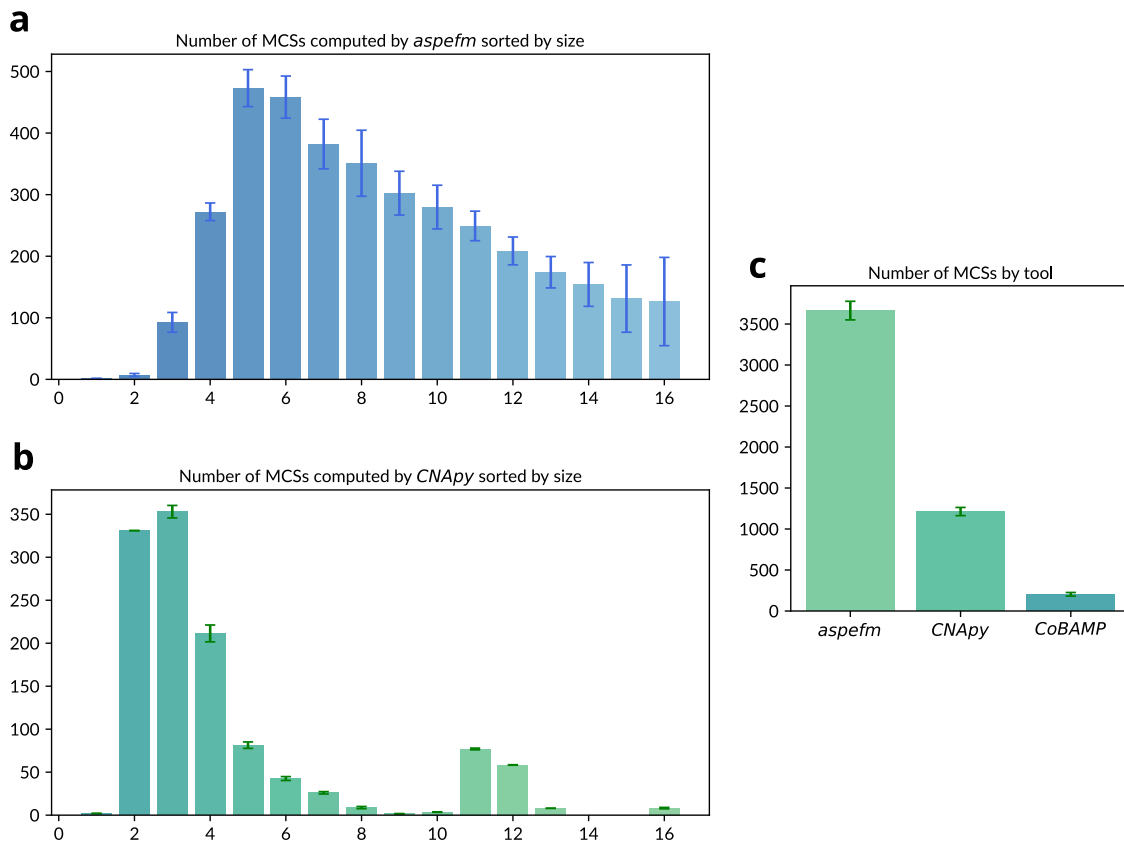 a
Number of MCSs computed by aspefm sorted by size
500
400
300
200
100
0
0 2 4 6 8 10 12 14 16
b
Number of MCSs computed by CNApy sorted by size
350
300
250
200
150
100
50
0
0 2 4 6 8 10 12 14 16
c
Number of MCSs by tool
3500
3000
2500
2000
1500
1000
500
0
aspefm CNApy CoBAMP